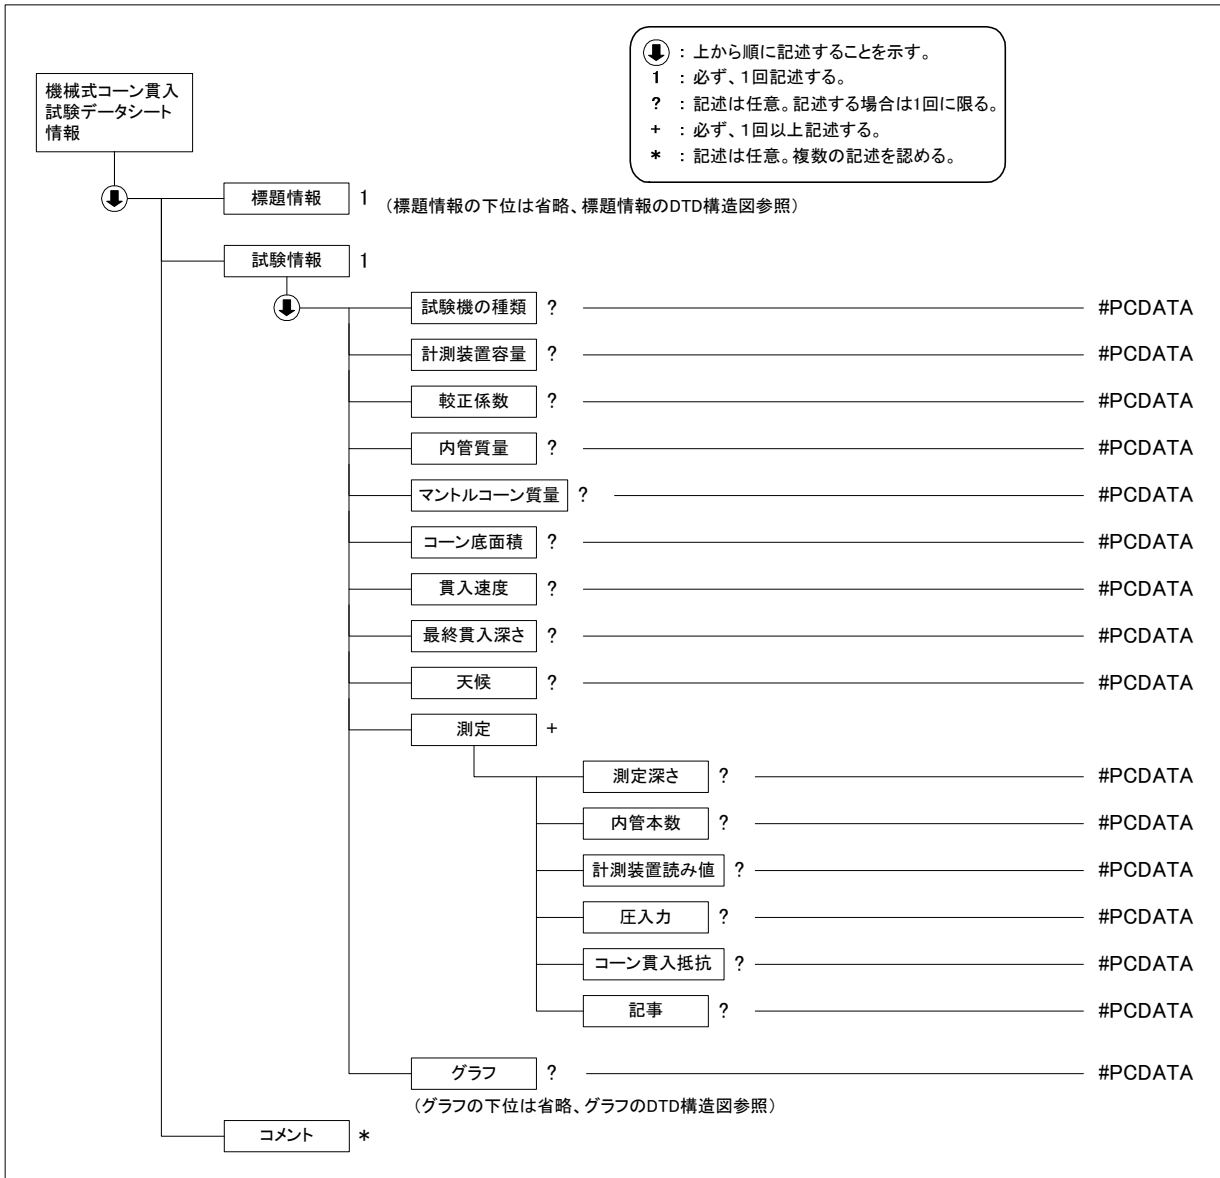 : 上から順に記述することを示す。
1 : 必ず、1回記述する。
? : 記述は任意。記述する場合は1回に限る。
+ : 必ず、1回以上記述する。
* : 記述は任意。複数の記述を認める。
機械式コーン貫入
試験データシート
情報
標題情報 1 (標題情報の下位は省略、標題情報のDTD構造図参照)
試験情報 1
試験機の種類 ? #PCDATA
計測装置容量 ? #PCDATA
較正係数 ? #PCDATA
内管質量 ? #PCDATA
マントルコーン質量 ? #PCDATA
コーン底面積 ? #PCDATA
貫入速度 ? #PCDATA
最終貫入深さ ? #PCDATA
天候 ? #PCDATA
測定 +
測定深さ ? #PCDATA
内管本数 ? #PCDATA
計測装置読み値 ? #PCDATA
圧入力 ? #PCDATA
コーン貫入抵抗 ? #PCDATA
記事 ? #PCDATA
グラフ ? #PCDATA
(グラフの下位は省略、グラフのDTD構造図参照)
コメント *